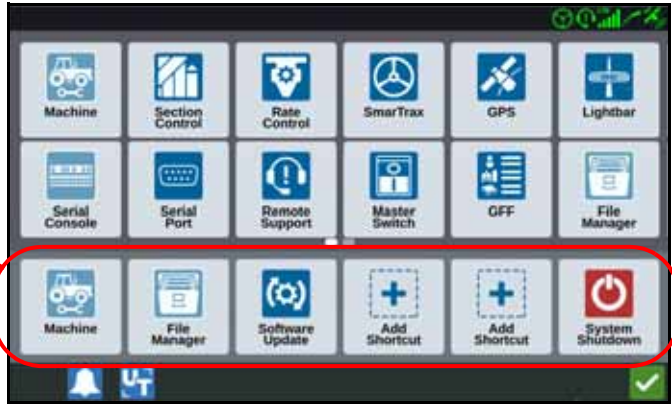 Machine
Section
Control
Rate
Control
SmarTrax
GPS
Lightbar
Serial
Console
Serial
Port
Remote
Support
Master
Switch
GFF
File
Manager
Machine
File
Manager
Software
Update
Add
Shortcut
Add
Shortcut
System
Shutdown
UT